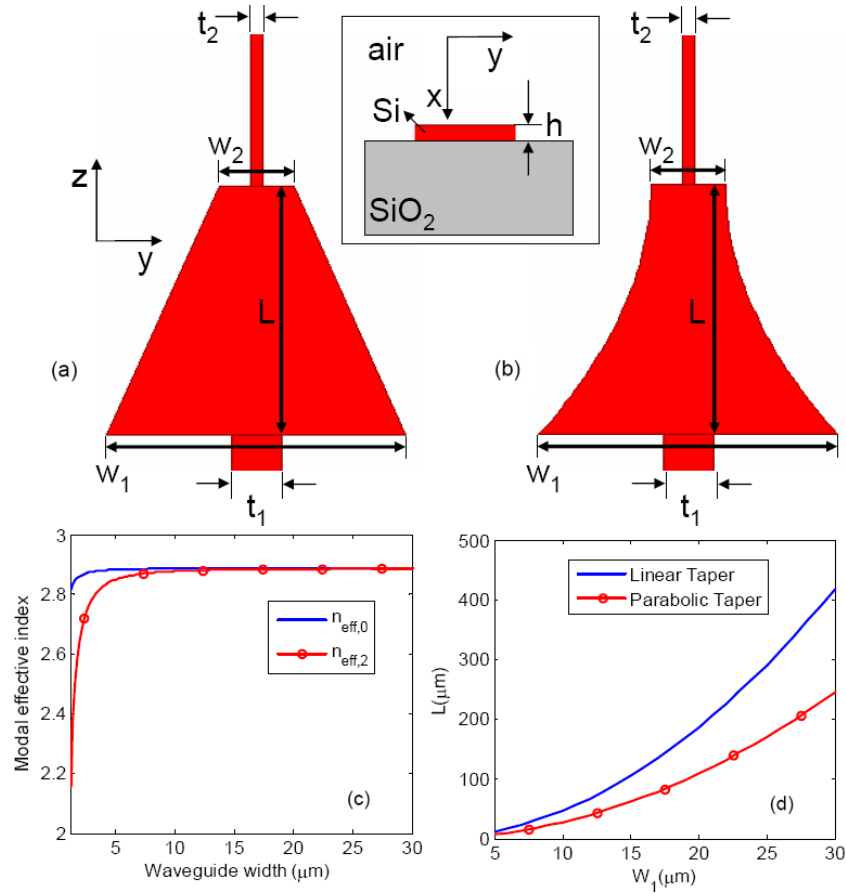 t2
air
y
x
Si
h
SiO2
W2
z
y
L
(a)
W1
t1
t2
W2
L
(b)
W1
t1
3
2.8
2.6
2.4
2.2
2
Modal effective index
neff,0
neff,2
(c)
5 10 15 20 25 30
Waveguide width (μm)
500
400
300
200
100
0
L(μm)
Linear Taper
Parabolic Taper
(d)
5 10 15 20 25 30
W1(μm)